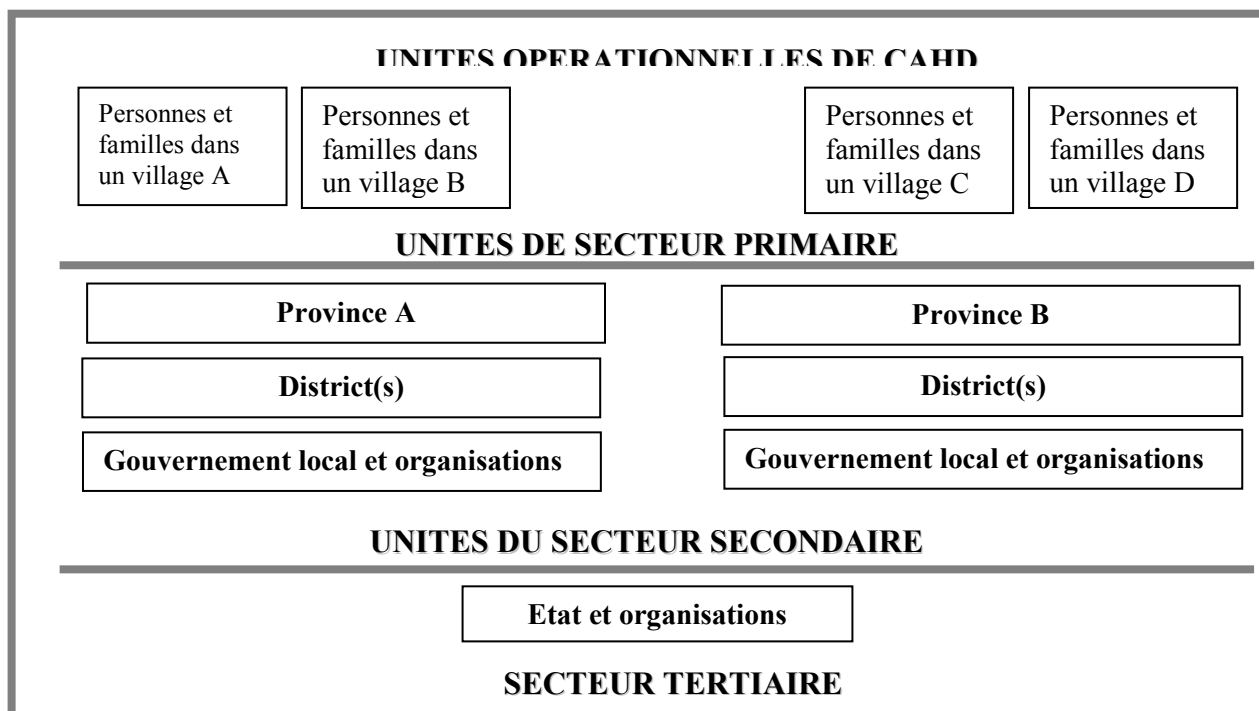 UNITES OPERATIONNELLES DE CAHD
Personnes et
familles dans
un village A
Personnes et
familles dans
un village B
Personnes et
familles dans
un village C
Personnes et
familles dans
un village D
UNITES DE SECTEUR PRIMAIRE
Province A
Province B
District(s)
District(s)
Gouvernement local et organisations
Gouvernement local et organisations
UNITES DU SECTEUR SECONDAIRE
Etat et organisations
SECTEUR TERTIAIRE